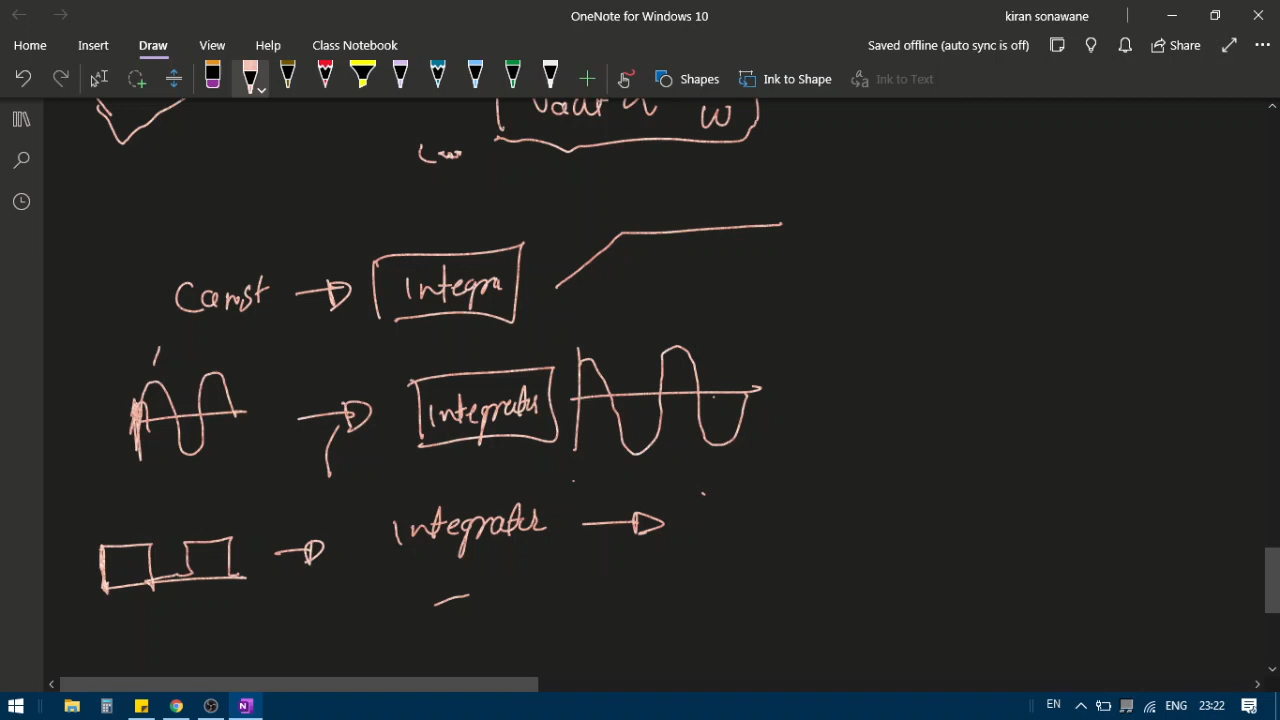 OneNote for Windows 10
kiran sonawane
Home Insert Draw View Help Class Notebook
Saved offline (auto sync is off)
Share
Shapes
Ink to Shape
Ink to Text
w
Const
Integra
Integrator
Integrator
EN
ENG
23:22